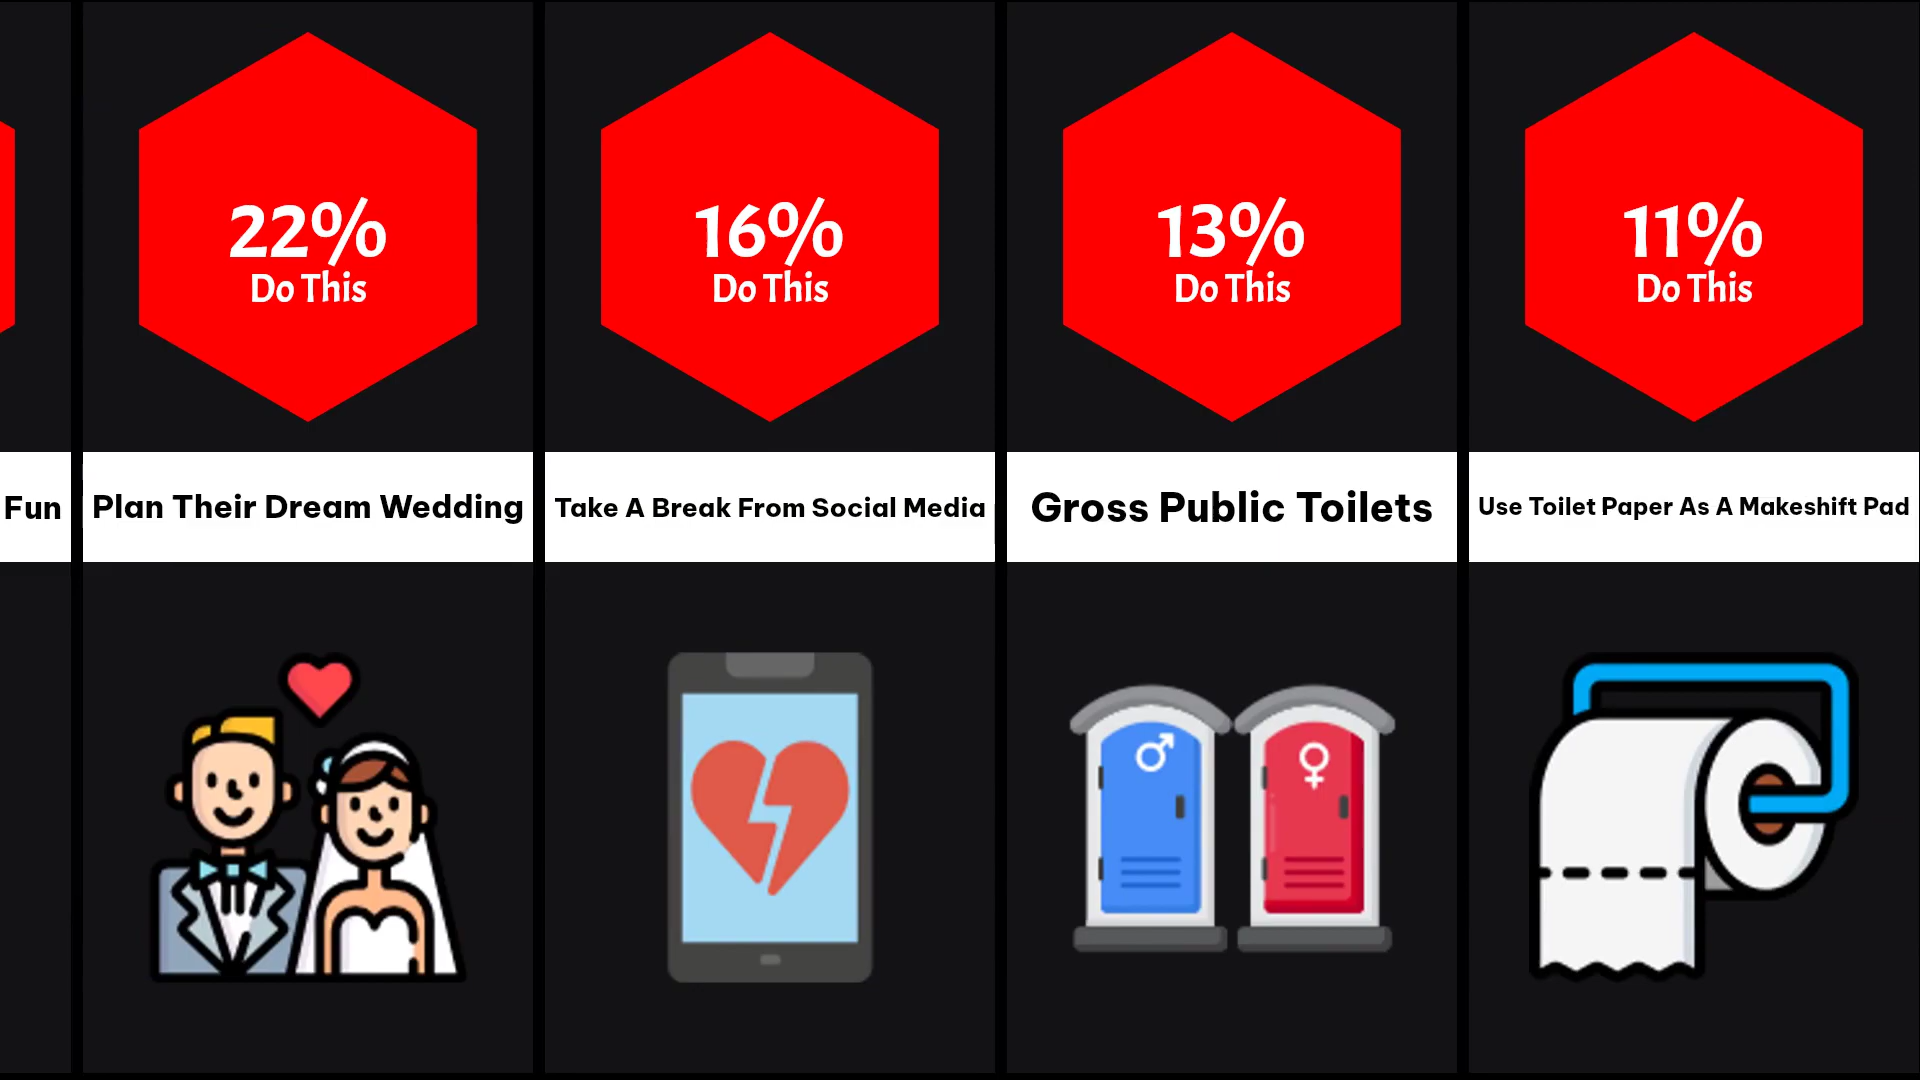 22%
Do This
16%
Do This
13%
Do This
11%
Do This
Fun
Plan Their Dream Wedding
Take A Break From Social Media
Gross Public Toilets
Use Toilet Paper As A Makeshift Pad